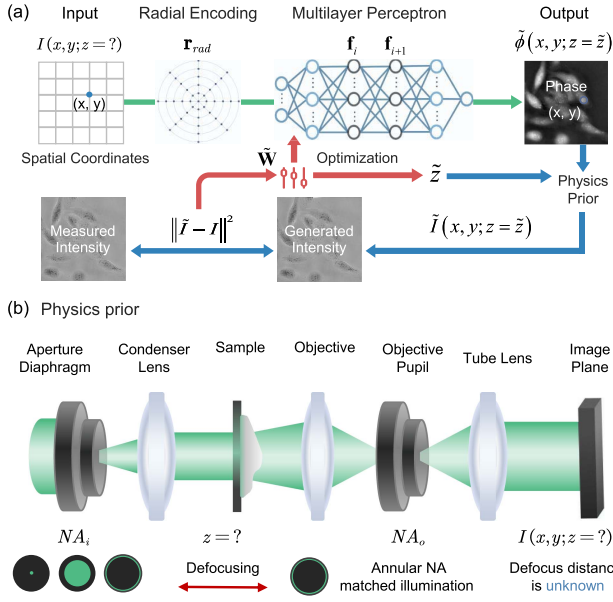 (a)
Input
Radial Encoding
Multilayer Perceptron
Output
I(x, y; z = ?)
r_rad
f_i
f_{i+1}
ϕ̃(x, y; z = z̃)
(x, y)
Phase
(x, y)
Spatial Coordinates
W̃
Optimization
z̃
Physics
Prior
Measured
Intensity
‖Ĩ − I‖²
Generated
Intensity
Ĩ(x, y; z = z̃)
(b) Physics prior
Aperture
Diaphragm
Condenser
Lens
Sample
Objective
Objective
Pupil
Tube Lens
Image
Plane
NA_i
z = ?
NA_o
I(x, y; z = ?)
Defocusing
Annular NA
matched illumination
Defocus distance
is unknown